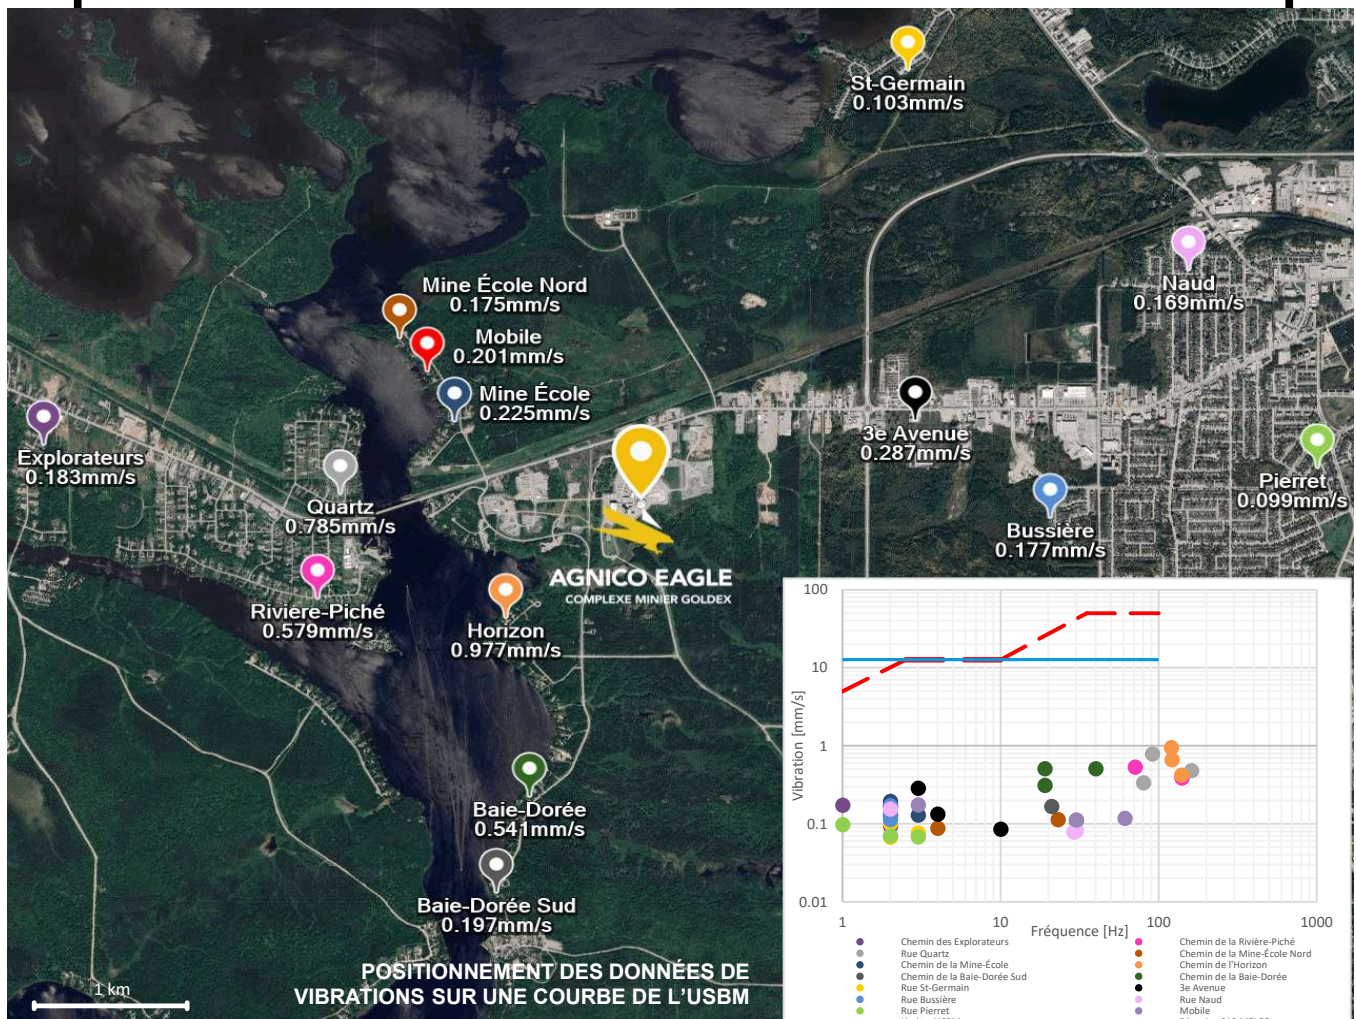 St-Germain
0.103mm/s
Mine École Nord
0.175mm/s
Mobile
0.201mm/s
Mine École
0.225mm/s
Naud
0.169mm/s
Explorateurs
0.183mm/s
Quartz
0.785mm/s
3e Avenue
0.287mm/s
Pierret
0.099mm/s
Bussière
0.177mm/s
AGNICO EAGLE
COMPLEXE MINIER GOLDEX
Riviere-Piché
0.579mm/s
Horizon
0.977mm/s
Baie-Dorée
0.541mm/s
Baie-Dorée Sud
0.197mm/s
POSITIONNEMENT DES DONNÉES DE
VIBRATIONS SUR UNE COURBE DE L'USBM
1 km
Vibration [mm/s]
100
10
1
0.1
0.01
1 10 100 1000
Fréquence [Hz]
Chemin des Explorateurs Chemin de la Rivière-Piché
Rue Quartz Chemin de la Mine-École Nord
Chemin de la Mine-École Chemin de l'Horizon
Chemin de la Baie-Dorée Sud Chemin de la Baie-Dorée
Rue St-Germain 3e Avenue
Rue Bussière Rue Naud
Rue Pierret Mobile